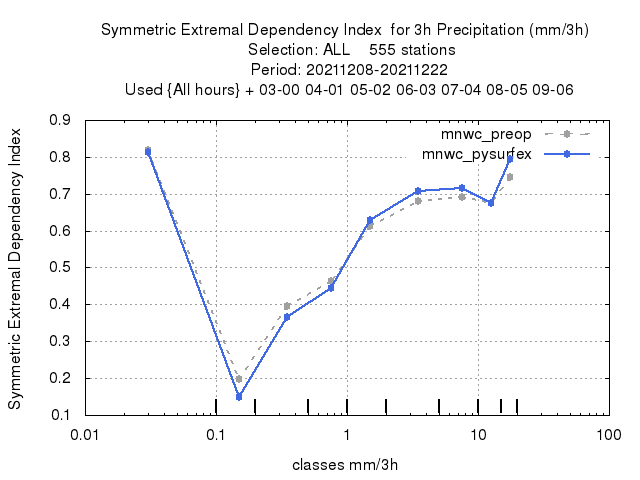 Symmetric Extremal Dependency Index  for 3h Precipitation (mm/3h)
Selection: ALL    555 stations
Period: 20211208-20211222
Used {All hours} + 03-00 04-01 05-02 06-03 07-04 08-05 09-06
mnwc_preop
mnwc_pysurfex
Symmetric Extremal Dependency Index
0.9
0.8
0.7
0.6
0.5
0.4
0.3
0.2
0.1
0.01 0.1 1 10 100
classes mm/3h